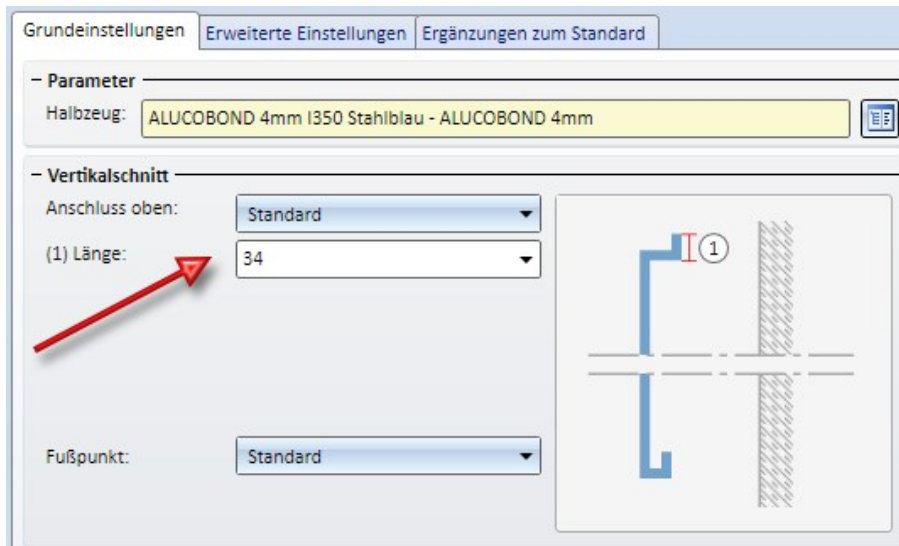 Grundeinstellungen Erweiterte Einstellungen Ergänzungen zum Standard
– Parameter
Halbzeug: ALUCOBOND 4mm I350 Stahlblau - ALUCOBOND 4mm
– Vertikalschnitt
Anschluss oben: Standard
(1) Länge: 34
1
Fußpunkt: Standard